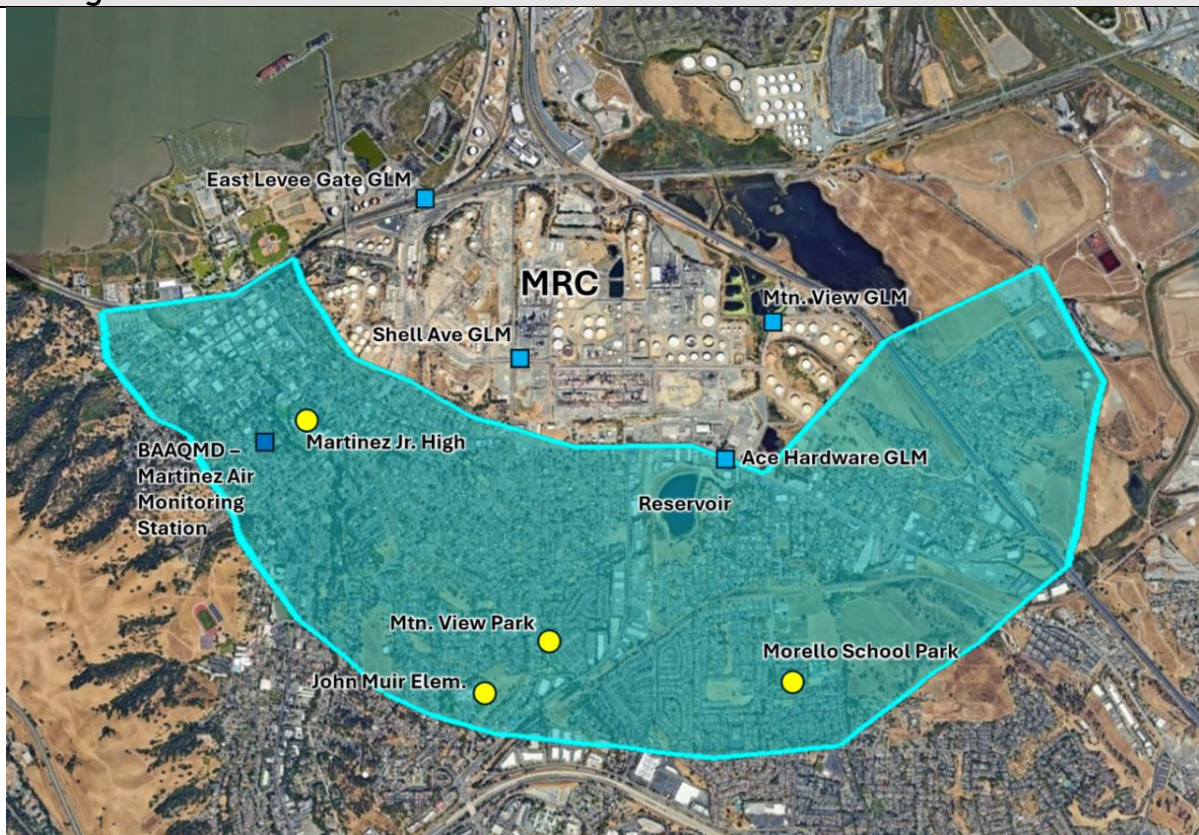 East Levee Gate GLM
MRC
Mtn. View GLM
Shell Ave GLM
Martinez Jr. High
BAAQMD –
Martinez Air
Monitoring
Station
Ace Hardware GLM
Reservoir
Mtn. View Park
Morello School Park
John Muir Elem.